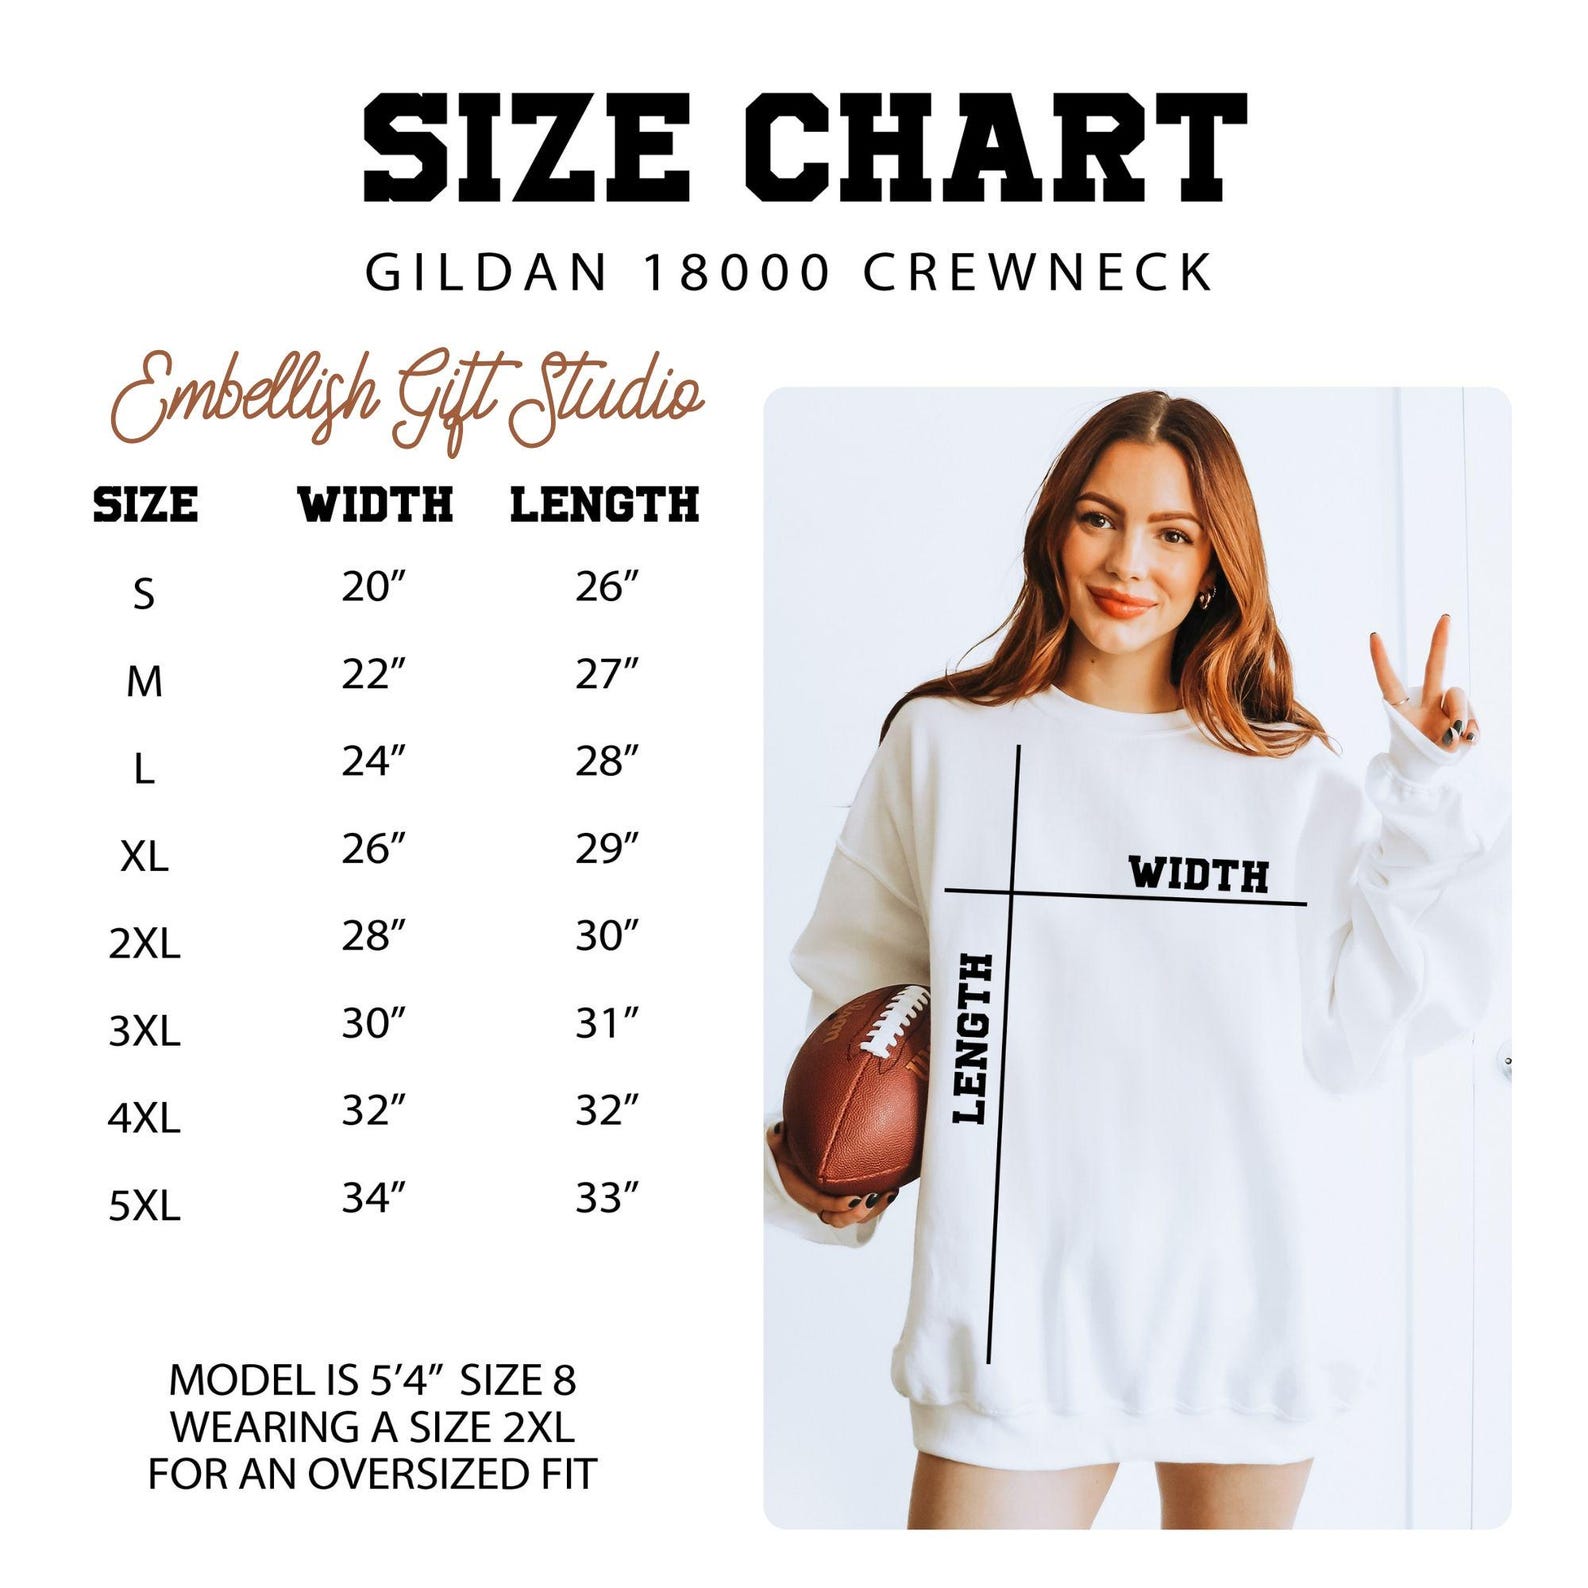 SIZE CHART
GILDAN 18000 CREWNECK
Embellish Gift Studio
SIZE WIDTH LENGTH
S 20” 26”
M 22” 27”
L 24” 28”
XL 26” 29”
2XL 28” 30”
3XL 30” 31”
4XL 32” 32”
5XL 34” 33”
MODEL IS 5’4” SIZE 8
WEARING A SIZE 2XL
FOR AN OVERSIZED FIT
WIDTH
LENGTH